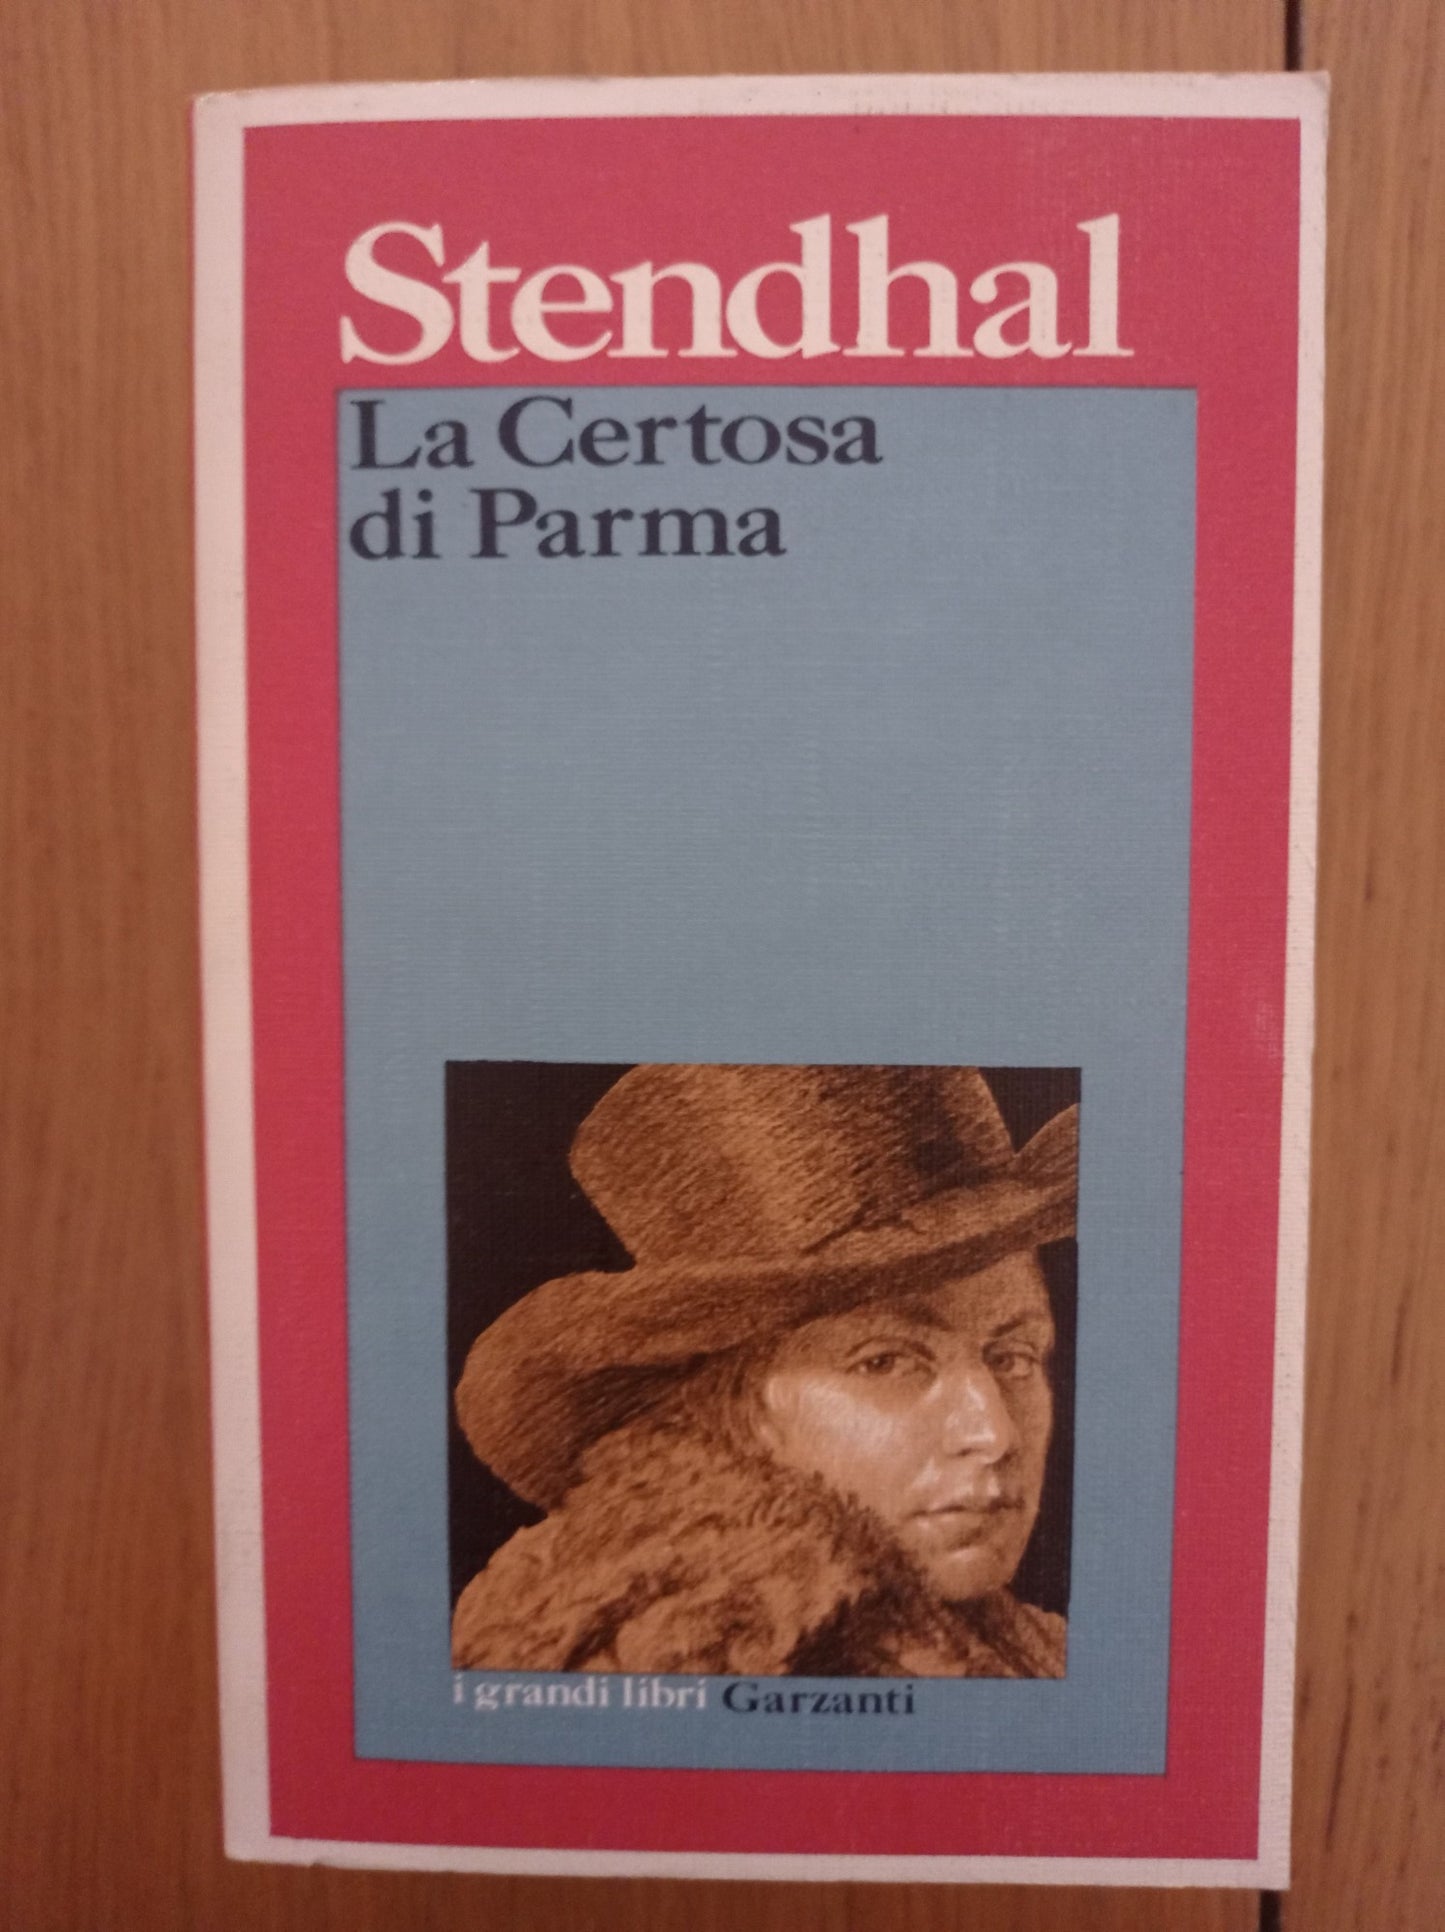 Stendhal
La Certosa
di Parma
i grandi libri Garzanti